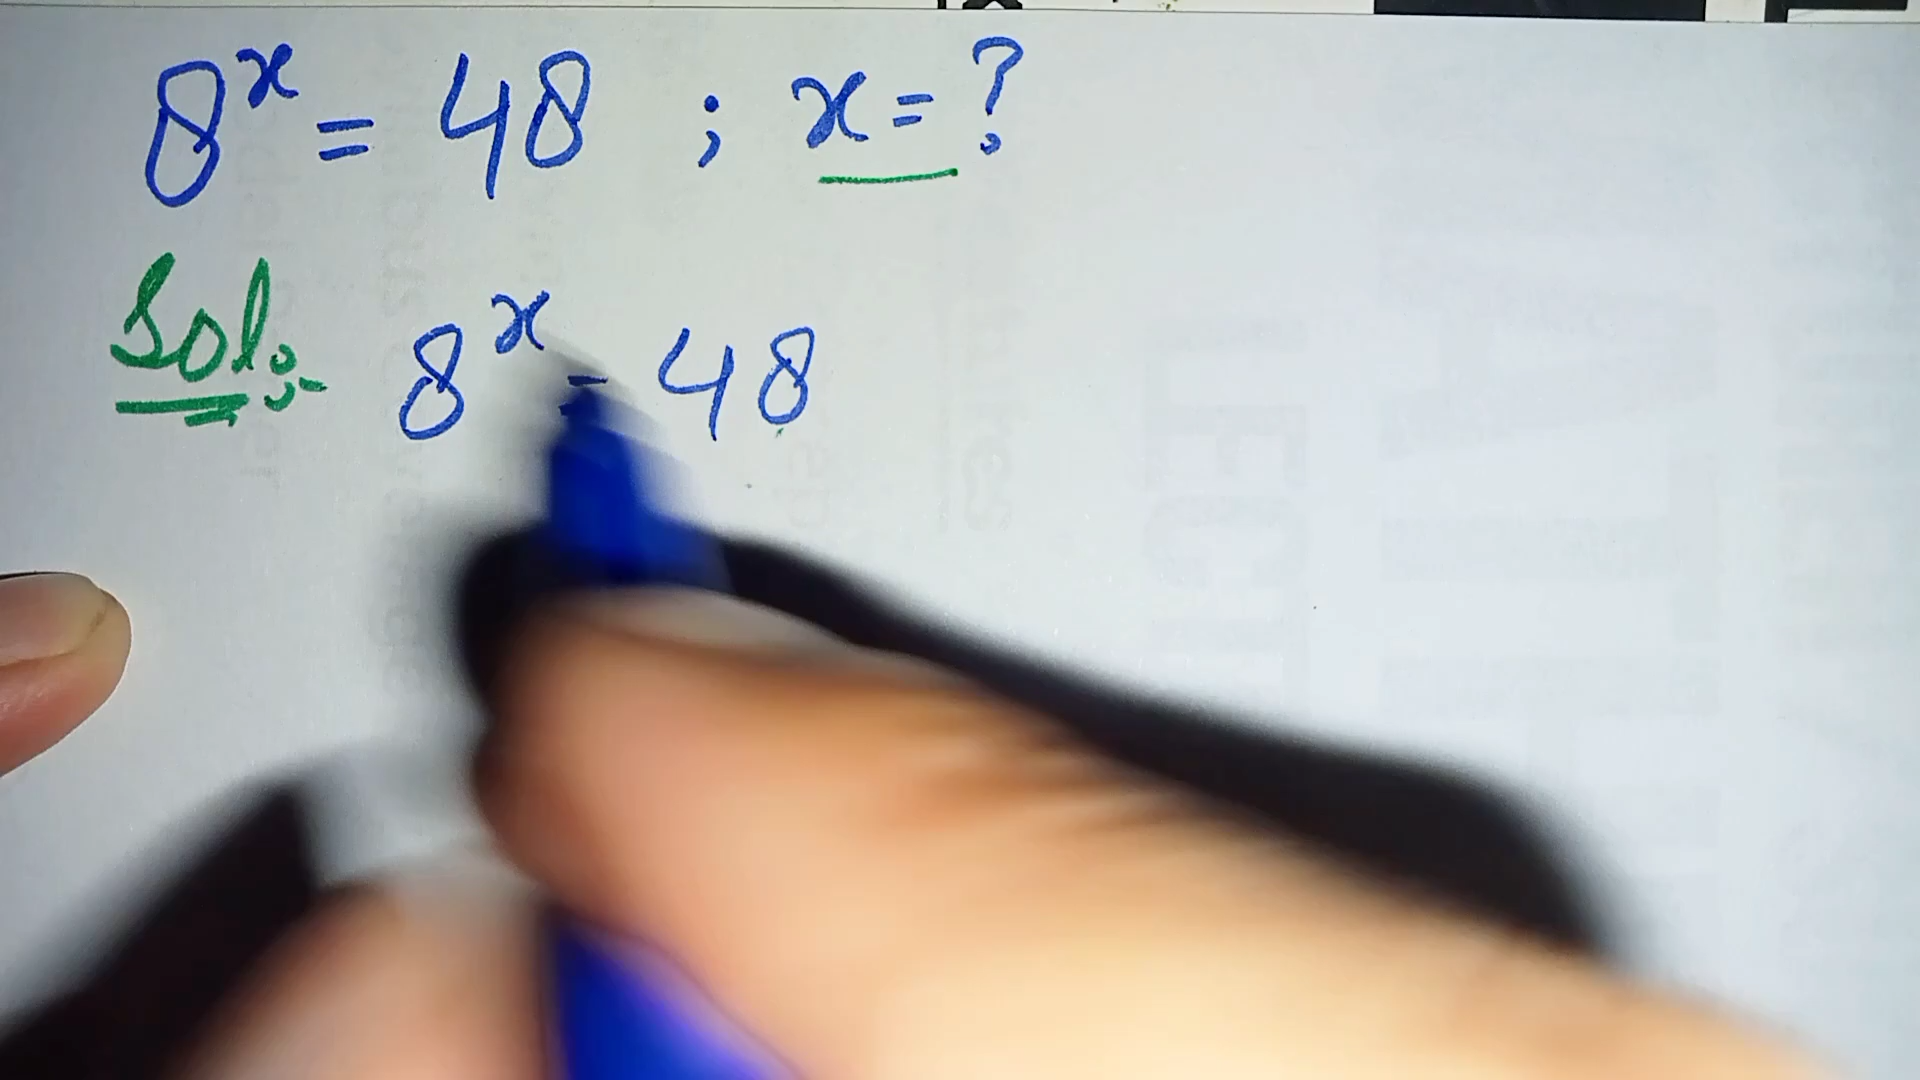 8^x = 48 ; x = ?
Sol:- 8^x = 48